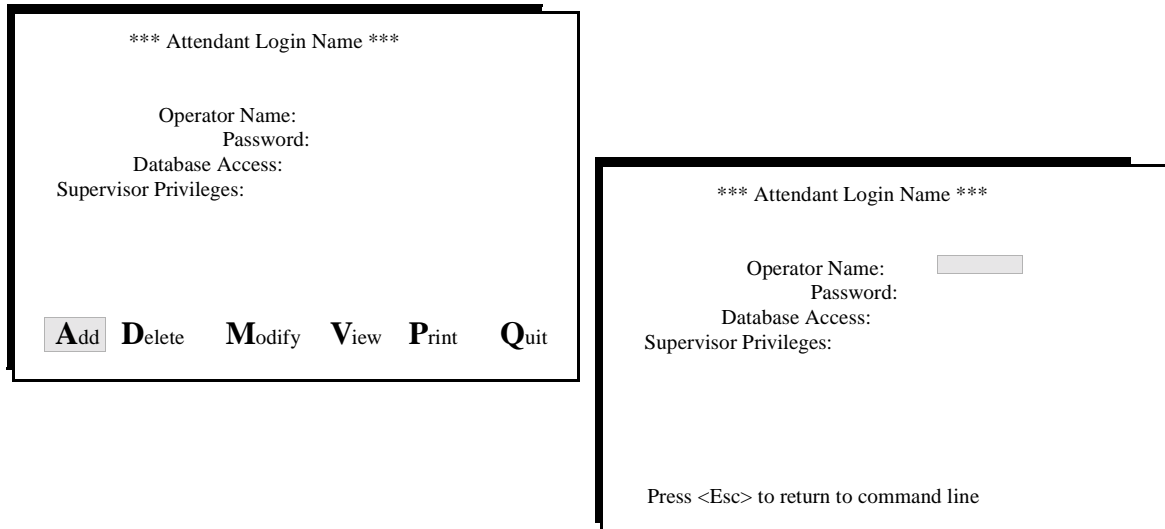 *** Attendant Login Name ***
Operator Name:
Password:
Database Access:
Supervisor Privileges:
Add Delete Modify View Print Quit
*** Attendant Login Name ***
Operator Name:
Password:
Database Access:
Supervisor Privileges:
Press <Esc> to return to command line